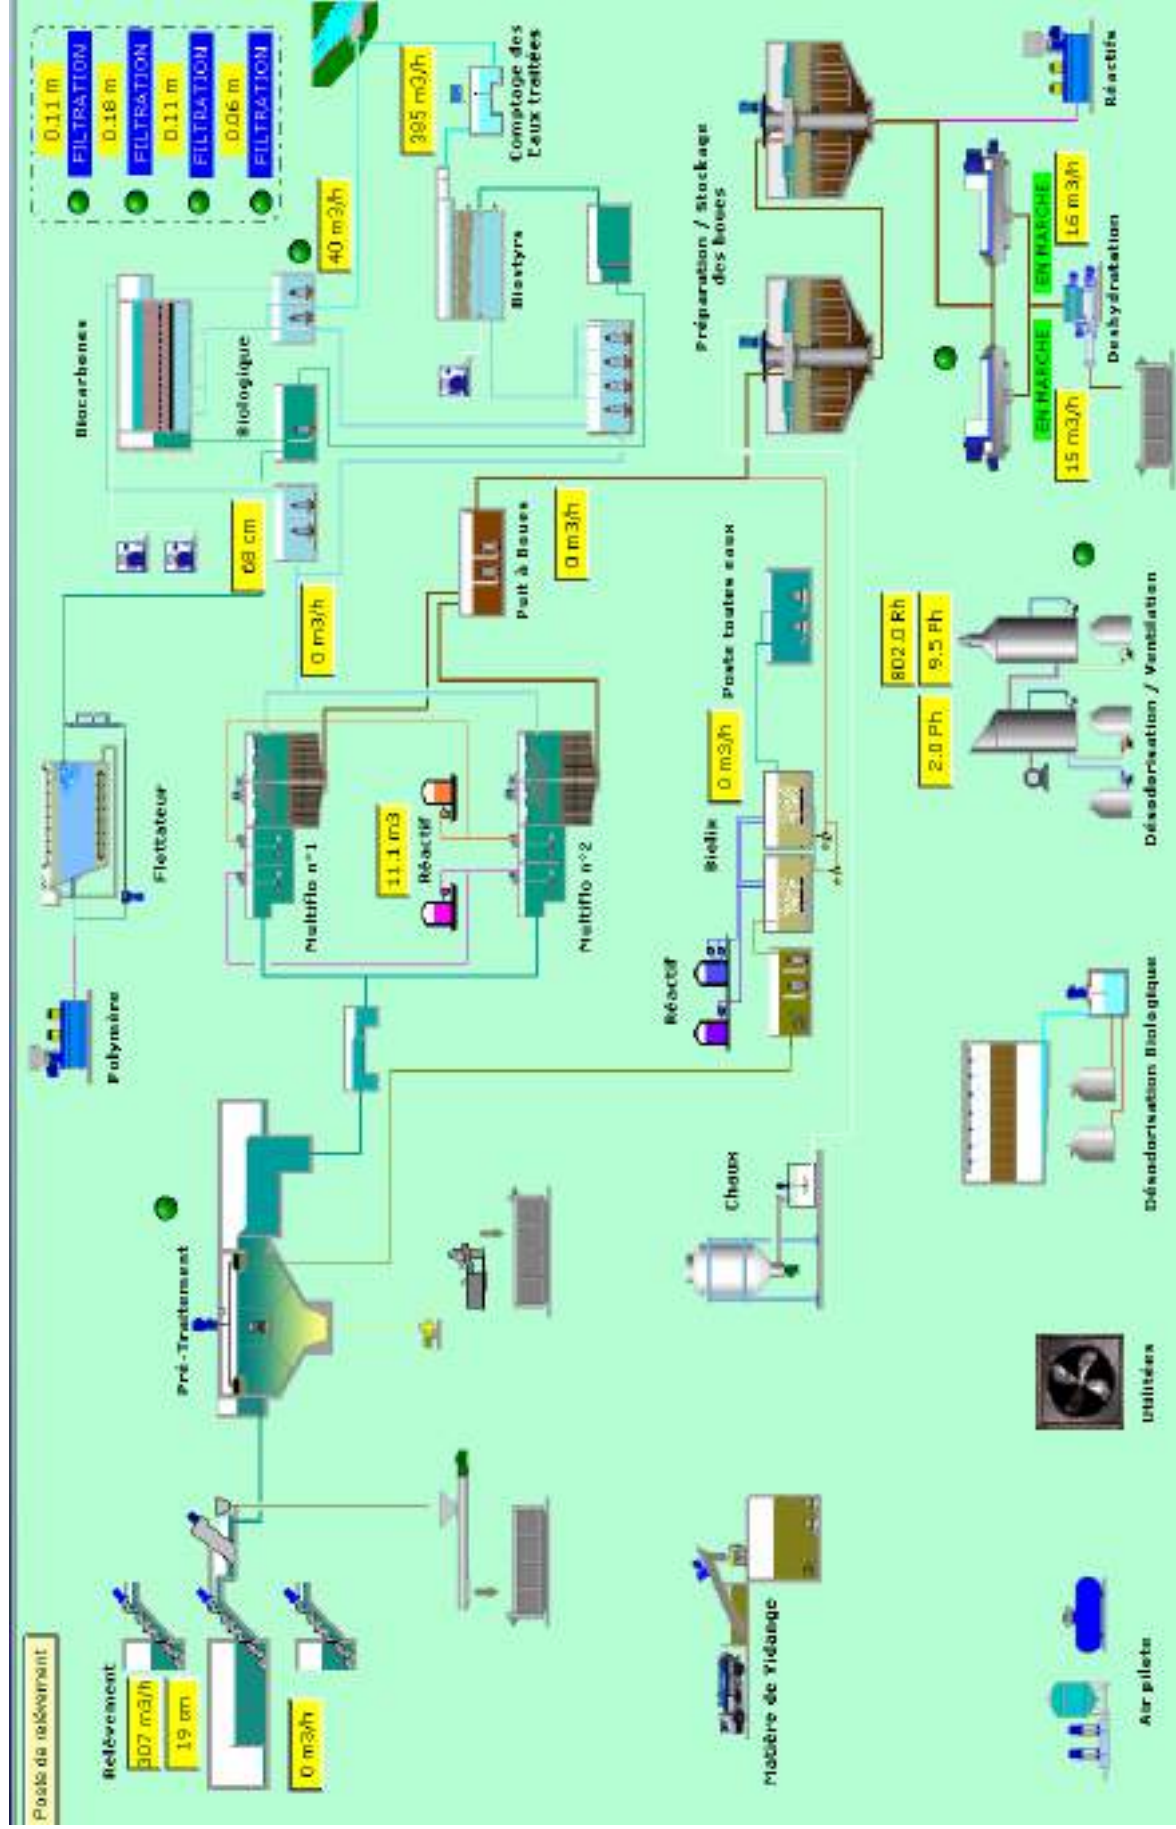 Poste de relèvement
Relèvement
307 m3/h
19 cm
0 m3/h
Pré-Traitement
Polymère
Flottateur
Multiflo n°1
11.1 m3
Réactif
Multiflo n°2
0 m3/h
68 cm
Biocarbones
Biologique
40 m3/h
0.11 m
FILTRATION
0.18 m
FILTRATION
0.11 m
FILTRATION
0.06 m
FILTRATION
385 m3/h
Comptage des
Eaux traitées
Biostyrs
Puit à Boues
0 m3/h
Matière de Vidange
Chaux
Réactif
Biolix
0 m3/h
Poste toutes eaux
Préparation / Stockage
des boues
EN MARCHE
15 m3/h
EN MARCHE
16 m3/h
Deshydratation
Réactifs
Air pilote
Utilitées
Désodorisation Biologique
2.0 Ph
802.0 Rh
9.5 Ph
Désodorisation / Ventilation